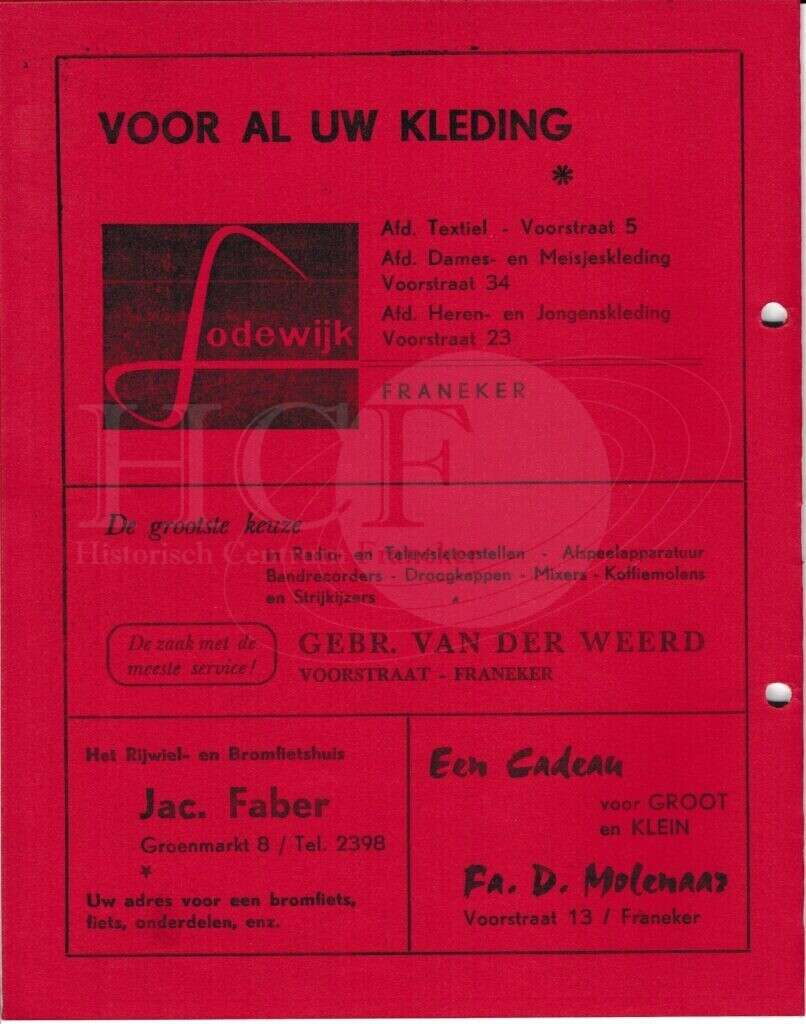 VOOR AL UW KLEDING
*
Lodewijk
Afd. Textiel - Voorstraat 5
Afd. Dames- en Meisjeskleding
Voorstraat 34
Afd. Heren- en Jongenskleding
Voorstraat 23
FRANEKER
HCF
De grootste keuze
Historisch Centrum Franeker
in Radio- en Televisietoestellen - Afspeelapparatuur
Bandrecorders - Droogkappen - Mixers - Koffiemolens
en Strijkijzers *
De zaak met de
meeste service!
GEBR. VAN DER WEERD
VOORSTRAAT - FRANEKER
Het Rijwiel- en Bromfietshuis
Jac. Faber
Groenmarkt 8 / Tel. 2398
*
Uw adres voor een bromfiets,
fiets, onderdelen, enz.
Een Cadeau
voor GROOT
en KLEIN
Fa. D. Molenaar
Voorstraat 13 / Franeker